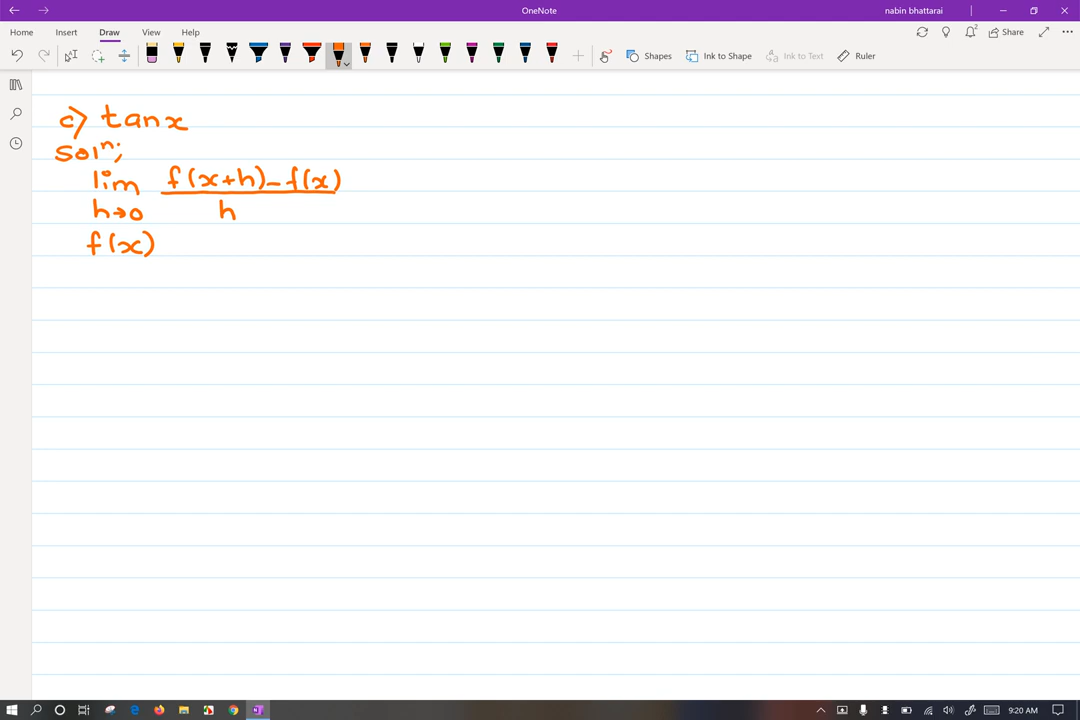 OneNote
nabin bhattarai
Home Insert Draw View Help
Share
Shapes Ink to Shape Ink to Text Ruler
c) tanx
Solⁿ;
lim f(x+h)-f(x)
h→0 h
f(x)
9:20 AM